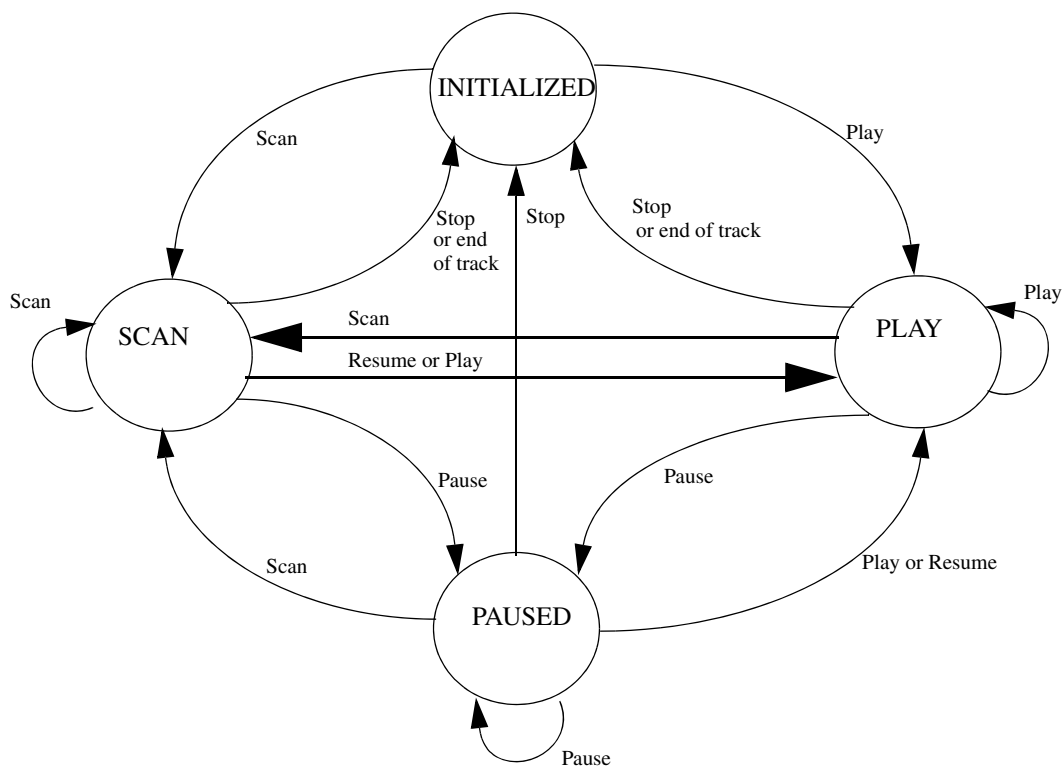 INITIALIZED
Scan
Play
Stop
or end
of track
Stop
Stop
or end of track
Scan
SCAN
Scan
PLAY
Play
Resume or Play
Pause
Pause
Scan
Play or Resume
PAUSED
Pause